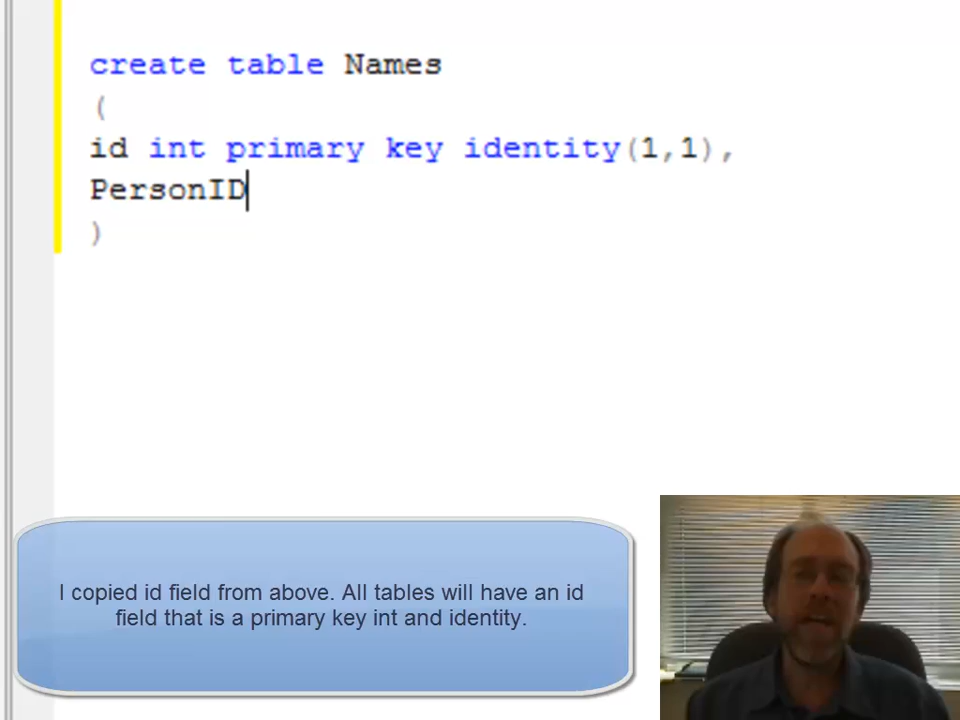 create table Names
(
id int primary key identity(1,1),
PersonID
)
I copied id field from above. All tables will have an id
field that is a primary key int and identity.